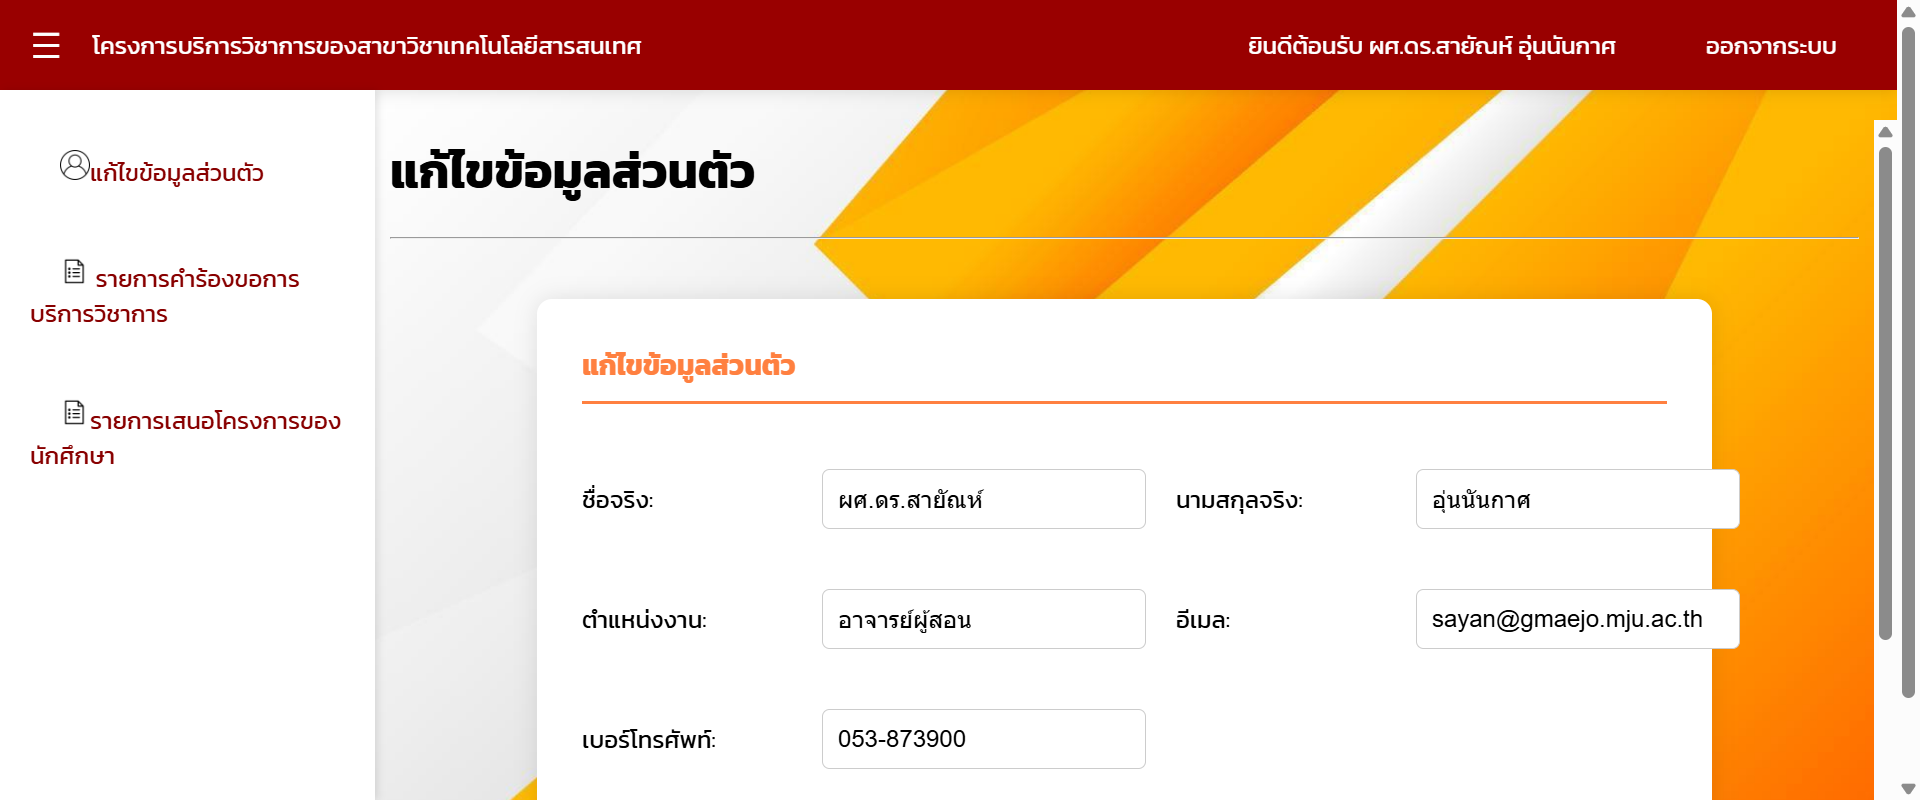 โครงการบริการวิชาการของสาขาวิชาเทคโนโลยีสารสนเทศ
ยินดีต้อนรับ ผศ.ดร.สายัณห์ อุ่นนันกาศ
ออกจากระบบ
แก้ไขข้อมูลส่วนตัว
รายการคำร้องขอการ
บริการวิชาการ
รายการเสนอโครงการของ
นักศึกษา
แก้ไขข้อมูลส่วนตัว
แก้ไขข้อมูลส่วนตัว
ชื่อจริง: ผศ.ดร.สายัณห์ นามสกุลจริง: อุ่นนันกาศ
ตำแหน่งงาน: อาจารย์ผู้สอน อีเมล: sayan@gmaejo.mju.ac.th
เบอร์โทรศัพท์: 053-873900